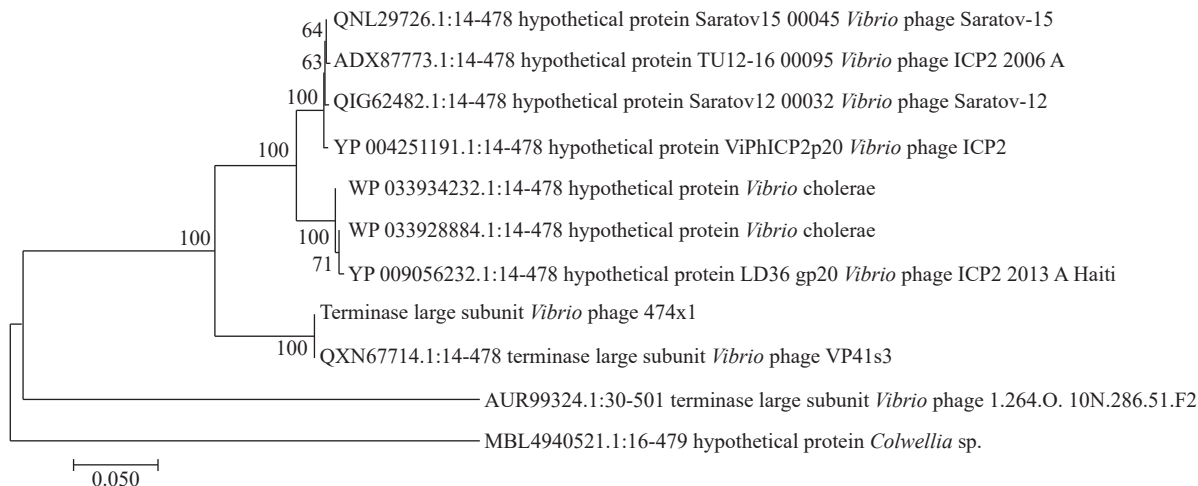 QNL29726.1:14-478 hypothetical protein Saratov15 00045 Vibrio phage Saratov-15
64
ADX87773.1:14-478 hypothetical protein TU12-16 00095 Vibrio phage ICP2 2006 A
63
QIG62482.1:14-478 hypothetical protein Saratov12 00032 Vibrio phage Saratov-12
100
YP 004251191.1:14-478 hypothetical protein ViPhICP2p20 Vibrio phage ICP2
100
WP 033934232.1:14-478 hypothetical protein Vibrio cholerae
WP 033928884.1:14-478 hypothetical protein Vibrio cholerae
100
100
71
YP 009056232.1:14-478 hypothetical protein LD36 gp20 Vibrio phage ICP2 2013 A Haiti
Terminase large subunit Vibrio phage 474x1
100
QXN67714.1:14-478 terminase large subunit Vibrio phage VP41s3
AUR99324.1:30-501 terminase large subunit Vibrio phage 1.264.O. 10N.286.51.F2
MBL4940521.1:16-479 hypothetical protein Colwellia sp.
0.050